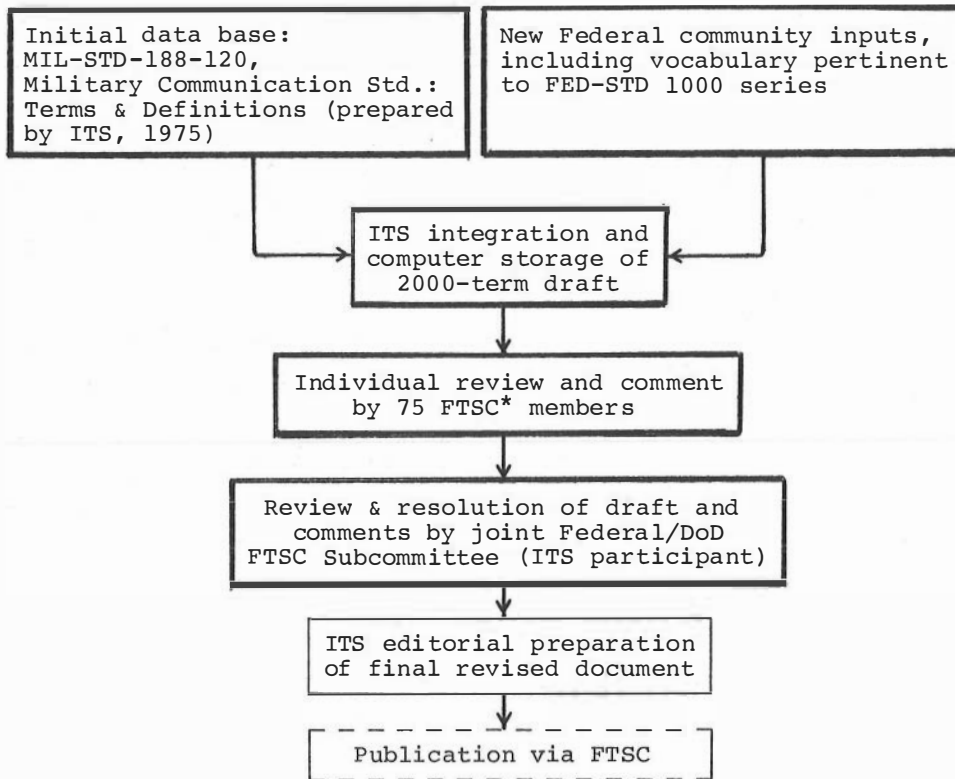 Initial data base:
MIL-STD-188-120,
Military Communication Std.:
Terms & Definitions (prepared
by ITS, 1975)
New Federal community inputs,
including vocabulary pertinent
to FED-STD 1000 series
ITS integration and
computer storage of
2000-term draft
Individual review and comment
by 75 FTSC* members
Review & resolution of draft and
comments by joint Federal/DoD
FTSC Subcommittee (ITS participant)
ITS editorial preparation
of final revised document
Publication via FTSC